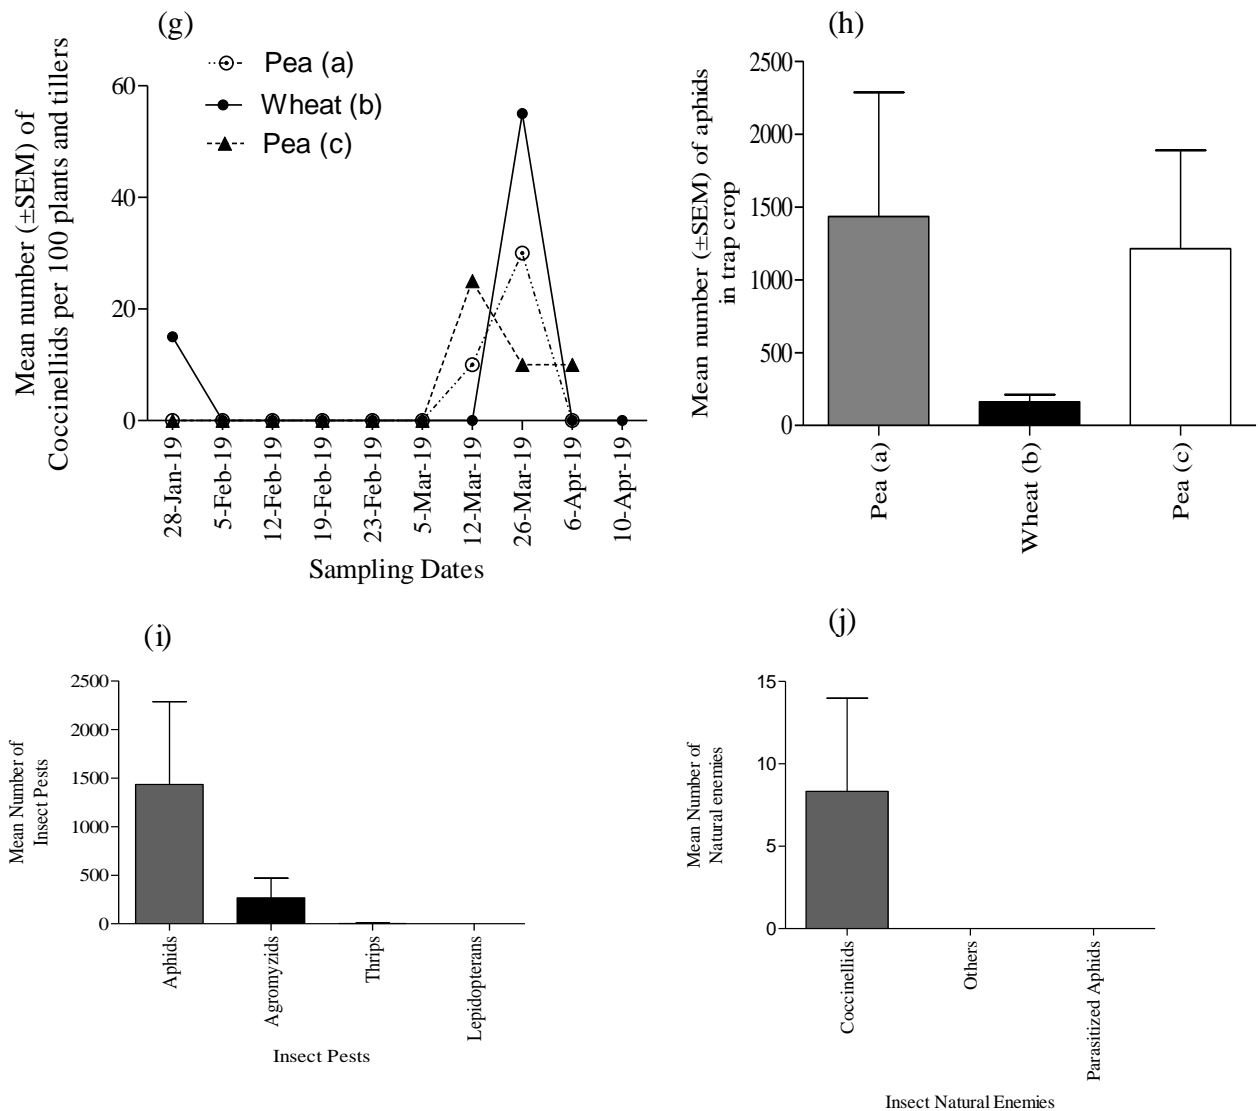 (g)
Pea (a)
Wheat (b)
Pea (c)
Mean number (±SEM) of
Coccinellids per 100 plants and tillers
60
40
20
0
28-Jan-19
5-Feb-19
12-Feb-19
19-Feb-19
23-Feb-19
5-Mar-19
12-Mar-19
26-Mar-19
6-Apr-19
10-Apr-19
Sampling Dates
(h)
Mean number (±SEM) of aphids
in trap crop
2500
2000
1500
1000
500
0
Pea (a)
Wheat (b)
Pea (c)
(i)
Mean Number of
Insect Pests
2500
2000
1500
1000
500
0
Aphids
Agromyzids
Thrips
Lepidopterans
Insect Pests
(j)
Mean Number of
Natural enemies
15
10
5
0
Coccinellids
Others
Parasitized Aphids
Insect Natural Enemies